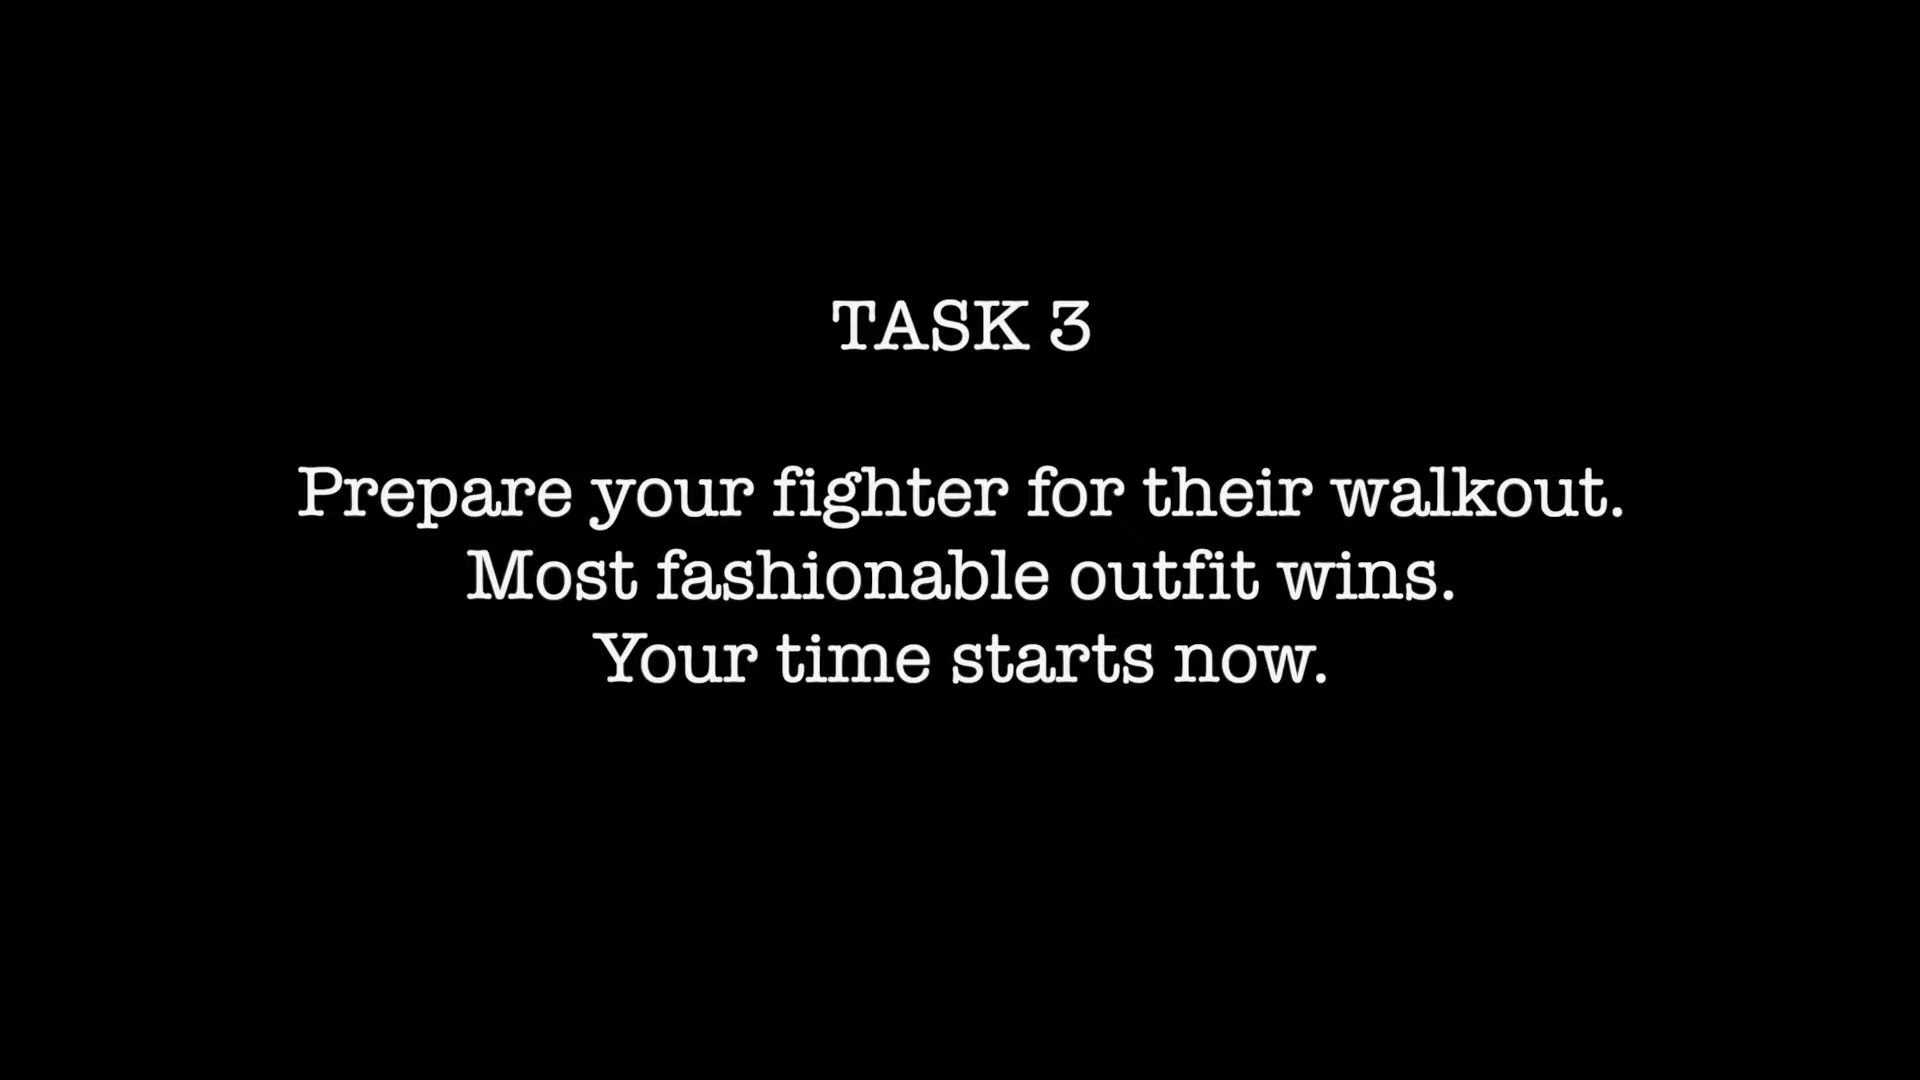 TASK 3
Prepare your fighter for their walkout.
Most fashionable outfit wins.
Your time starts now.